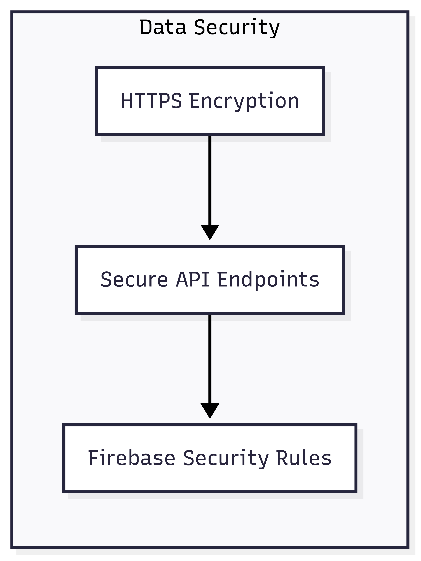 Data Security
HTTPS Encryption
Secure API Endpoints
Firebase Security Rules